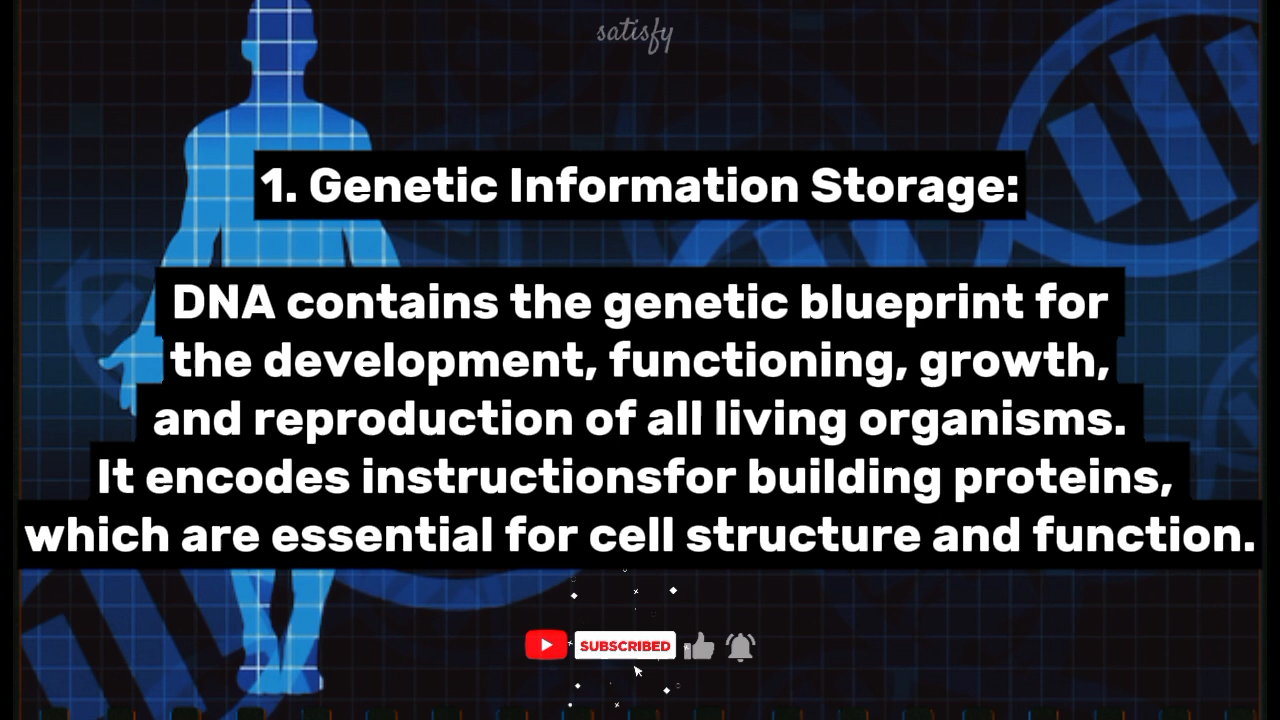 satisfy
1. Genetic Information Storage:
DNA contains the genetic blueprint for
the development, functioning, growth,
and reproduction of all living organisms.
It encodes instructionsfor building proteins,
which are essential for cell structure and function.
SUBSCRIBED